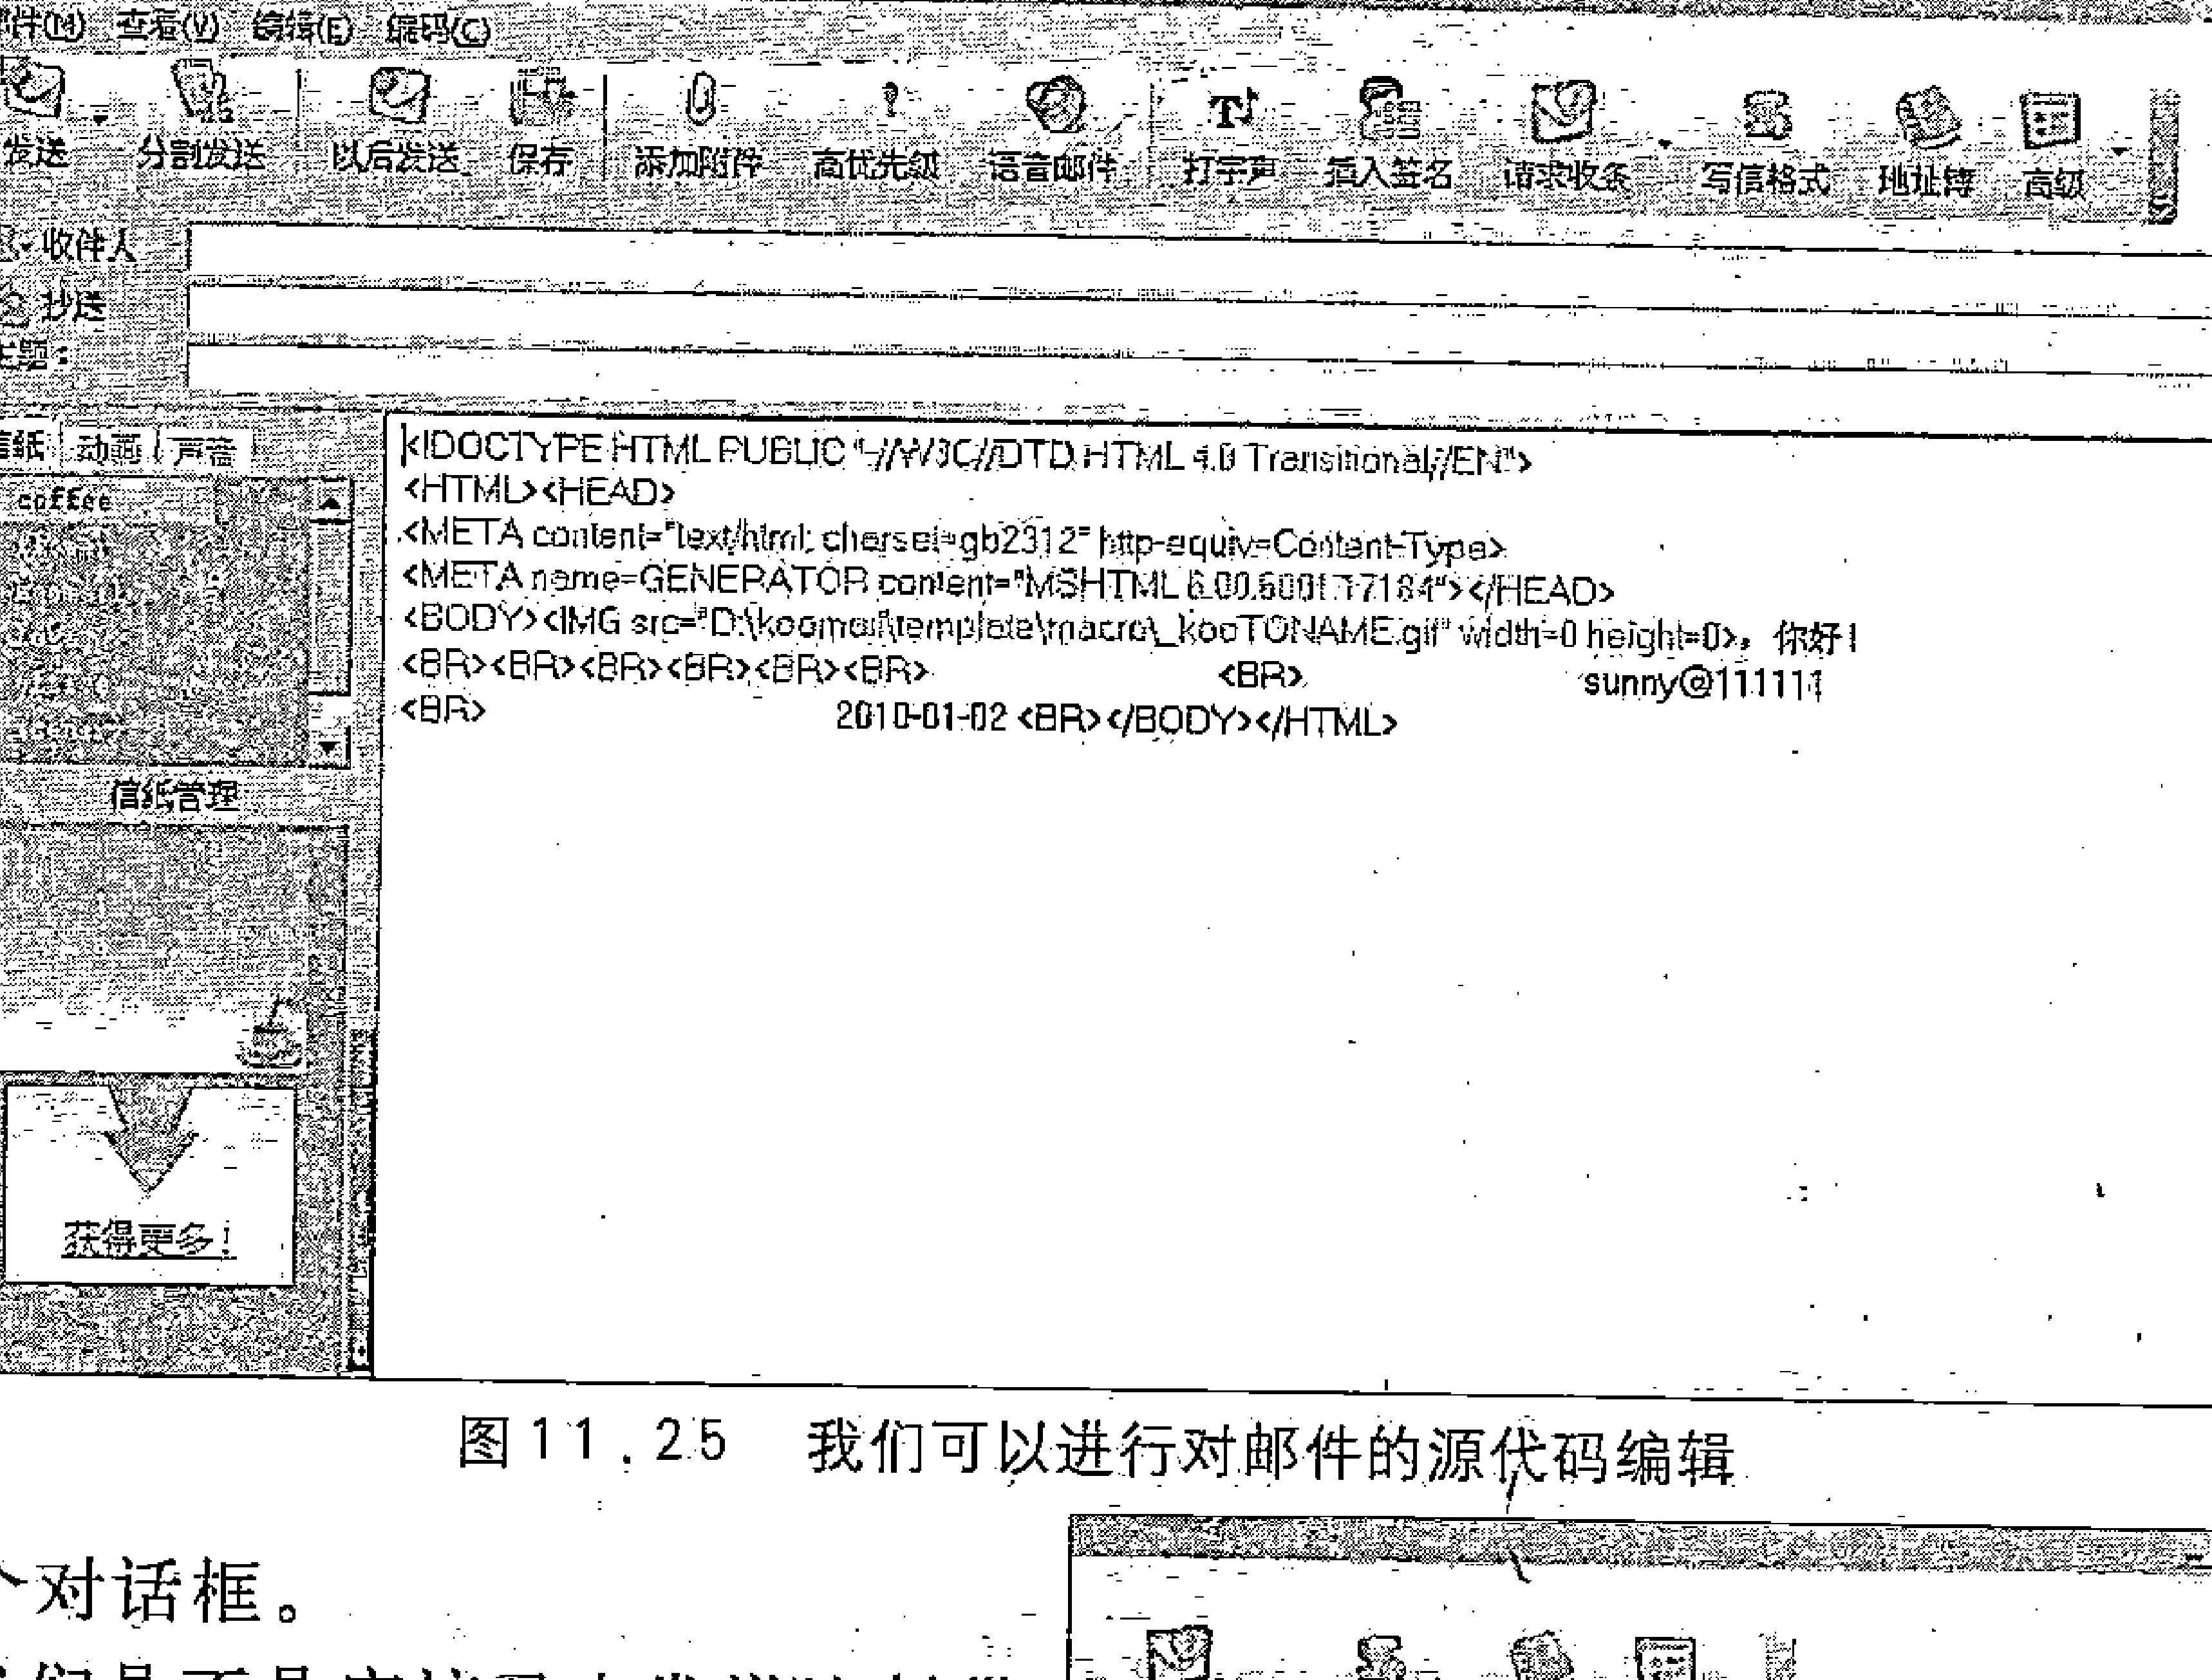 件(M) 查看(V) 编辑(E) 编码(C)
发送 分割发送 以后发送 保存 添加附件 高优先级 语音邮件 打字声 插入签名 请求收条 写信格式 地址簿 高级
收件人
抄送
主题：
信纸 动画 声音
coffee
信纸管理
获得更多！
<!DOCTYPE HTML PUBLIC "-//W3C//DTD HTML 4.0 Transitional//EN">
<HTML><HEAD>
<META content="text/html; charset=gb2312" http-equiv=Content-Type>
<META name=GENERATOR content="MSHTML 6.00.6001.17184"></HEAD>
<BODY><IMG src="D:\koomail\template\macro\_kooTONAME.gif" width=0 height=0>，你好！
<BR><BR><BR><BR><BR><BR> <BR> sunny@111111
<BR> 2010-01-02 <BR></BODY></HTML>
图11.25 我们可以进行对邮件的源代码编辑
个对话框。